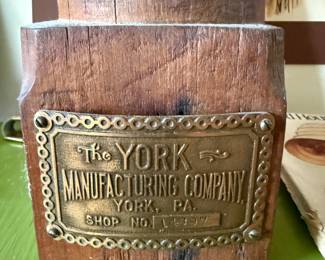 The YORK
MANUFACTURING COMPANY,
YORK, PA.
SHOP NO.